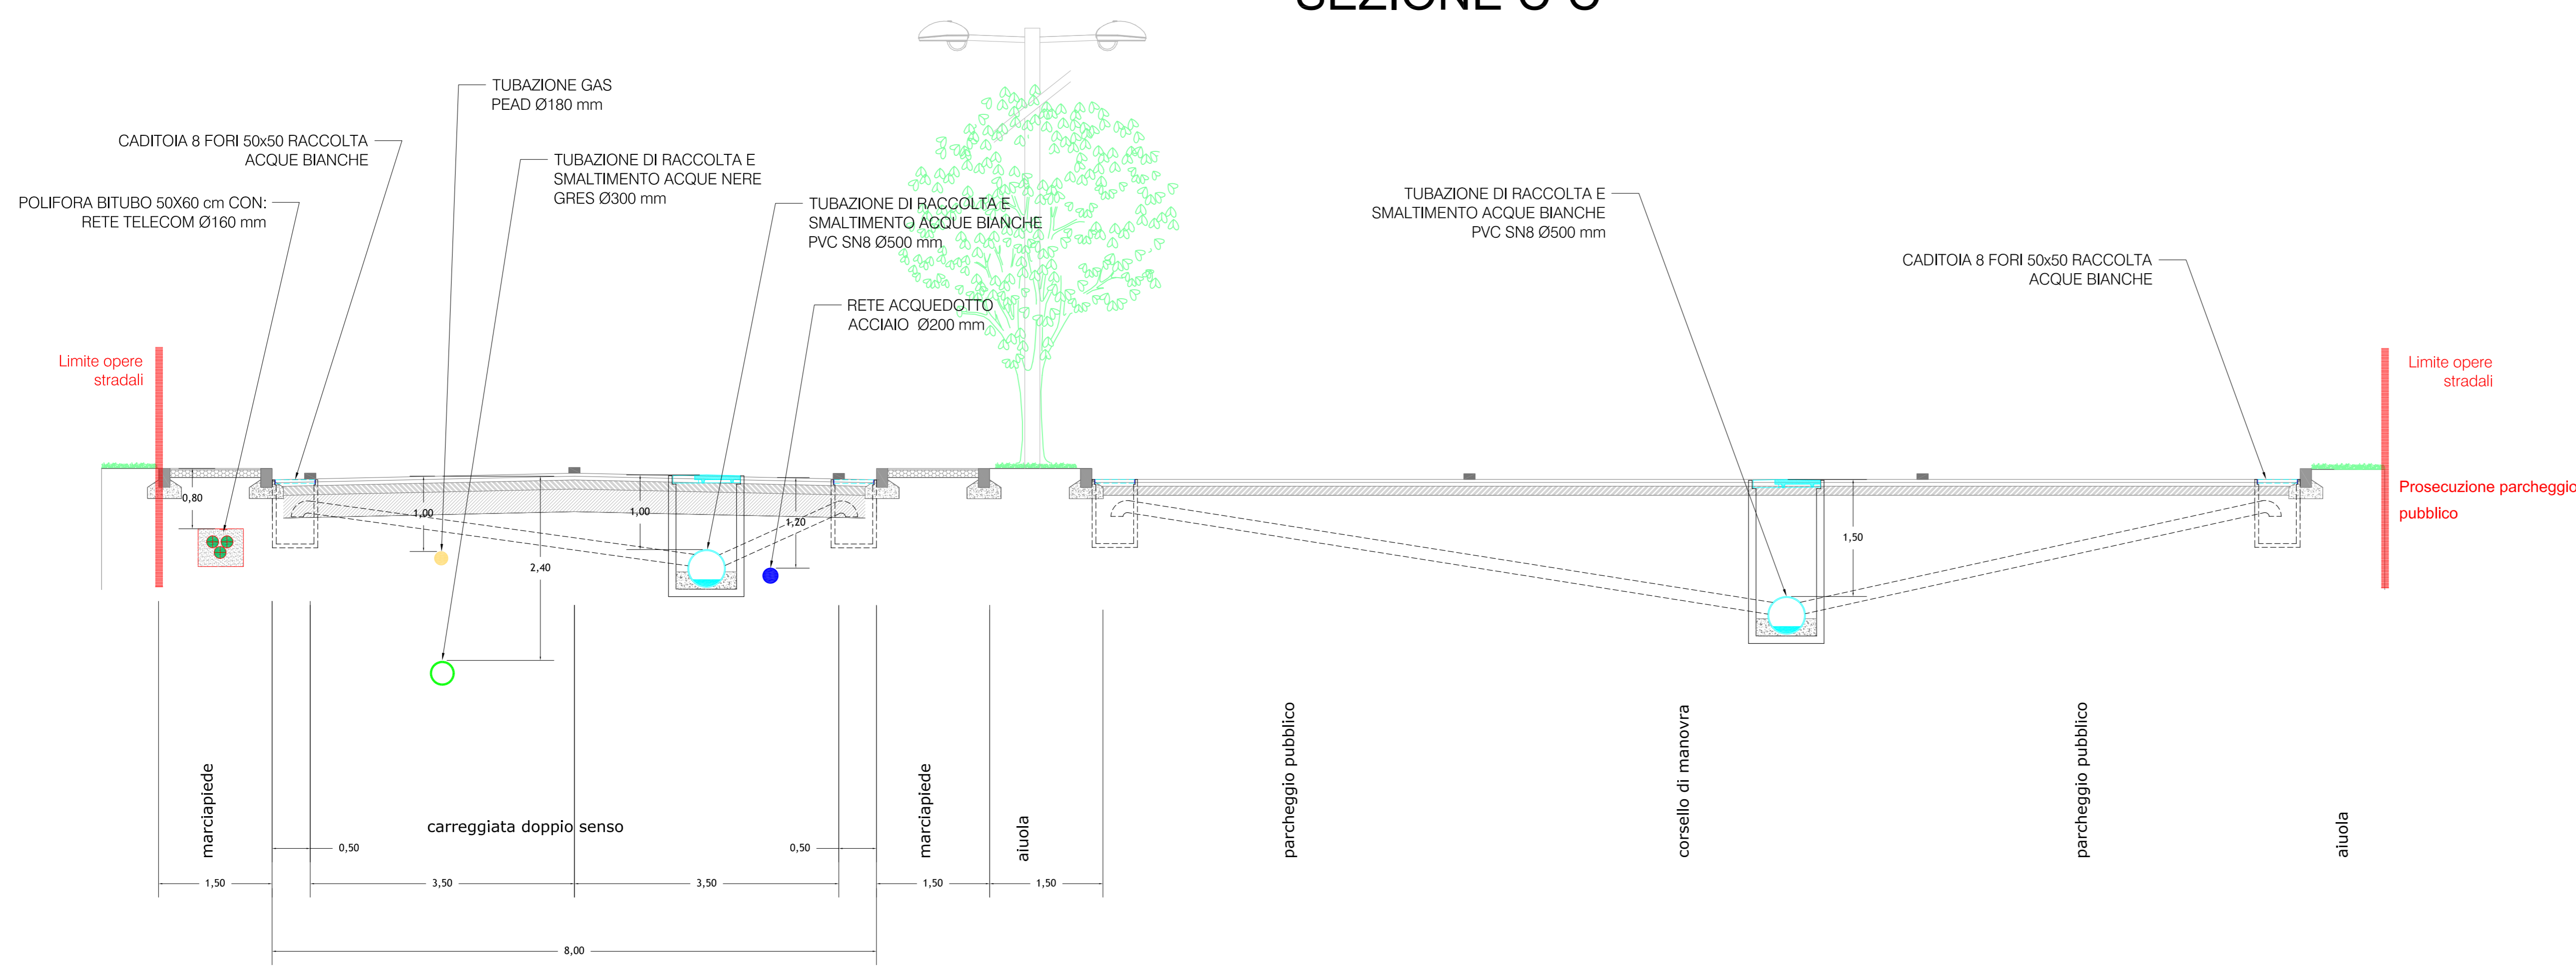 SEZIONE C-C
TUBAZIONE GAS
PEAD Ø180 mm
CADITOIA 8 FORI 50x50 RACCOLTA
ACQUE BIANCHE
TUBAZIONE DI RACCOLTA E
SMALTIMENTO ACQUE NERE
GRES Ø300 mm
POLIFORA BITUBO 50X60 cm CON:
RETE TELECOM Ø160 mm
TUBAZIONE DI RACCOLTA E
SMALTIMENTO ACQUE BIANCHE
PVC SN8 Ø500 mm
TUBAZIONE DI RACCOLTA E
SMALTIMENTO ACQUE BIANCHE
PVC SN8 Ø500 mm
CADITOIA 8 FORI 50x50 RACCOLTA
ACQUE BIANCHE
RETE ACQUEDOTTO
ACCIAIO Ø200 mm
Limite opere
stradali
Limite opere
stradali
Prosecuzione parcheggio
pubblico
0,80
1,00
1,00
1,20
2,40
1,50
marciapiede
carreggiata doppio senso
marciapiede
aiuola
parcheggio pubblico
corsello di manovra
parcheggio pubblico
aiuola
0,50
0,50
1,50
3,50
3,50
1,50
1,50
8,00